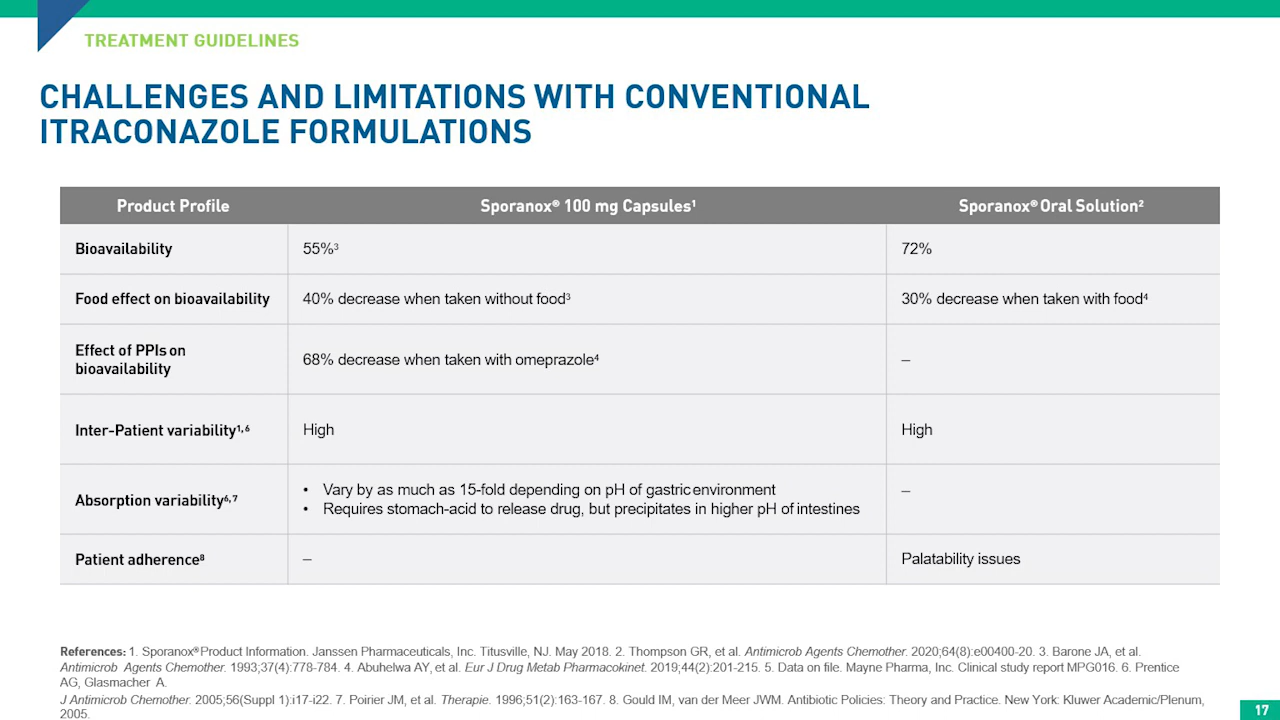 TREATMENT GUIDELINES
CHALLENGES AND LIMITATIONS WITH CONVENTIONAL
ITRACONAZOLE FORMULATIONS
Product Profile Sporanox® 100 mg Capsules¹ Sporanox® Oral Solution²
Bioavailability 55%³ 72%
Food effect on bioavailability 40% decrease when taken without food³ 30% decrease when taken with food⁴
Effect of PPIs on
bioavailability 68% decrease when taken with omeprazole⁴ –
Inter-Patient variability¹,⁶ High High
Absorption variability⁶,⁷ • Vary by as much as 15-fold depending on pH of gastric environment –
• Requires stomach-acid to release drug, but precipitates in higher pH of intestines
Patient adherence⁸ – Palatability issues
References: 1. Sporanox® Product Information. Janssen Pharmaceuticals, Inc. Titusville, NJ. May 2018. 2. Thompson GR, et al. Antimicrob Agents Chemother. 2020;64(8):e00400-20. 3. Barone JA, et al.
Antimicrob Agents Chemother. 1993;37(4):778-784. 4. Abuhelwa AY, et al. Eur J Drug Metab Pharmacokinet. 2019;44(2):201-215. 5. Data on file. Mayne Pharma, Inc. Clinical study report MPG016. 6. Prentice
AG, Glasmacher A.
J Antimicrob Chemother. 2005;56(Suppl 1):i17-i22. 7. Poirier JM, et al. Therapie. 1996;51(2):163-167. 8. Gould IM, van der Meer JWM. Antibiotic Policies: Theory and Practice. New York: Kluwer Academic/Plenum,
2005.
17